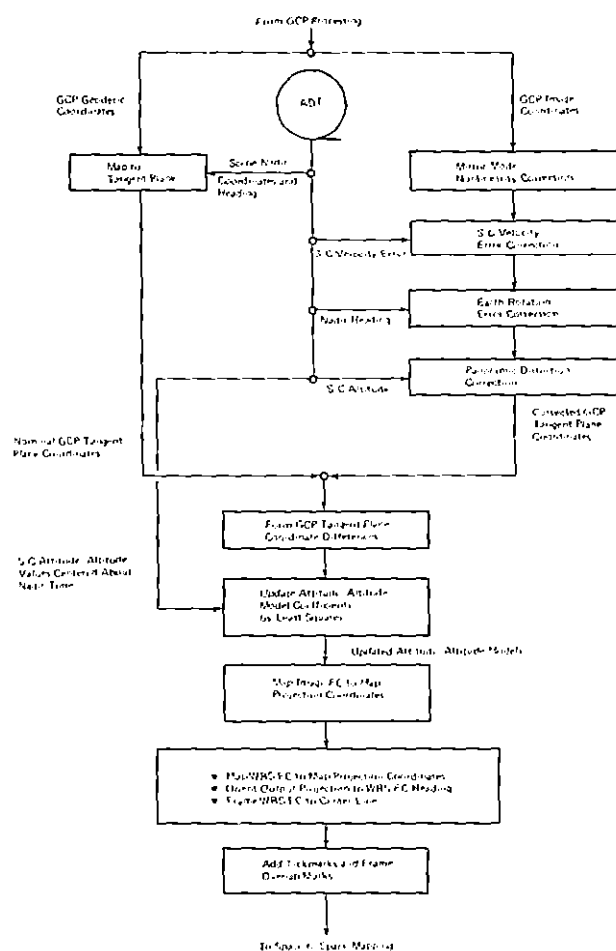 From GCP Processing
GCP Geodetic
Coordinates
ADT
GCP Image
Coordinates
Map to
Tangent Plane
Scene Nadir
Coordinates and
Heading
Mirror Mode
Nonlinearity Correction
S/C Velocity Error
S/C Velocity
Error Correction
Nadir Heading
Earth Rotation
Error Correction
S/C Altitude
Panoramic Distortion
Correction
Nominal GCP Tangent
Plane Coordinates
Corrected GCP
Tangent Plane
Coordinates
Form GCP Tangent Plane
Coordinate Differences
S/C Attitude, Altitude
Values Centered About
Nadir Time
Update Attitude, Altitude
Model Coefficients
by Least Squares
Updated Attitude, Altitude Models
Map Image FC to Map
Projection Coordinates
• Map WRS FC to Map Projection Coordinates
• Orient Output Projection to WRS FC Heading
• Frame WRS FC to Center Line
Add Tickmarks and Frame
Overlap Marks
To Space Mapping